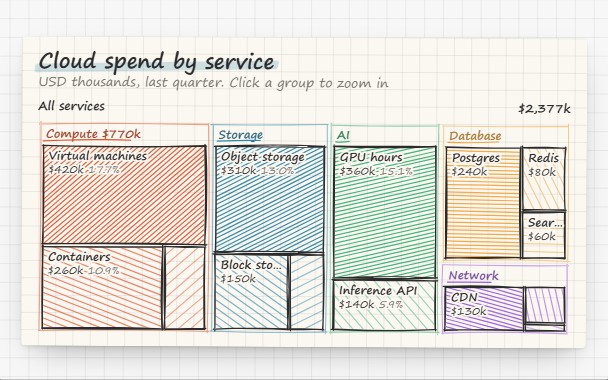 Cloud spend by service
USD thousands, last quarter. Click a group to zoom in
All services
$2,377k
Compute $770k
Virtual machines
$420k 17.7%
Containers
$260k 10.9%
Storage
Object storage
$310k 13.0%
Block sto…
$150k
AI
GPU hours
$360k 15.1%
Inference API
$140k 5.9%
Database
Postgres
$240k
Redis
$80k
Sear…
$60k
Network
CDN
$130k